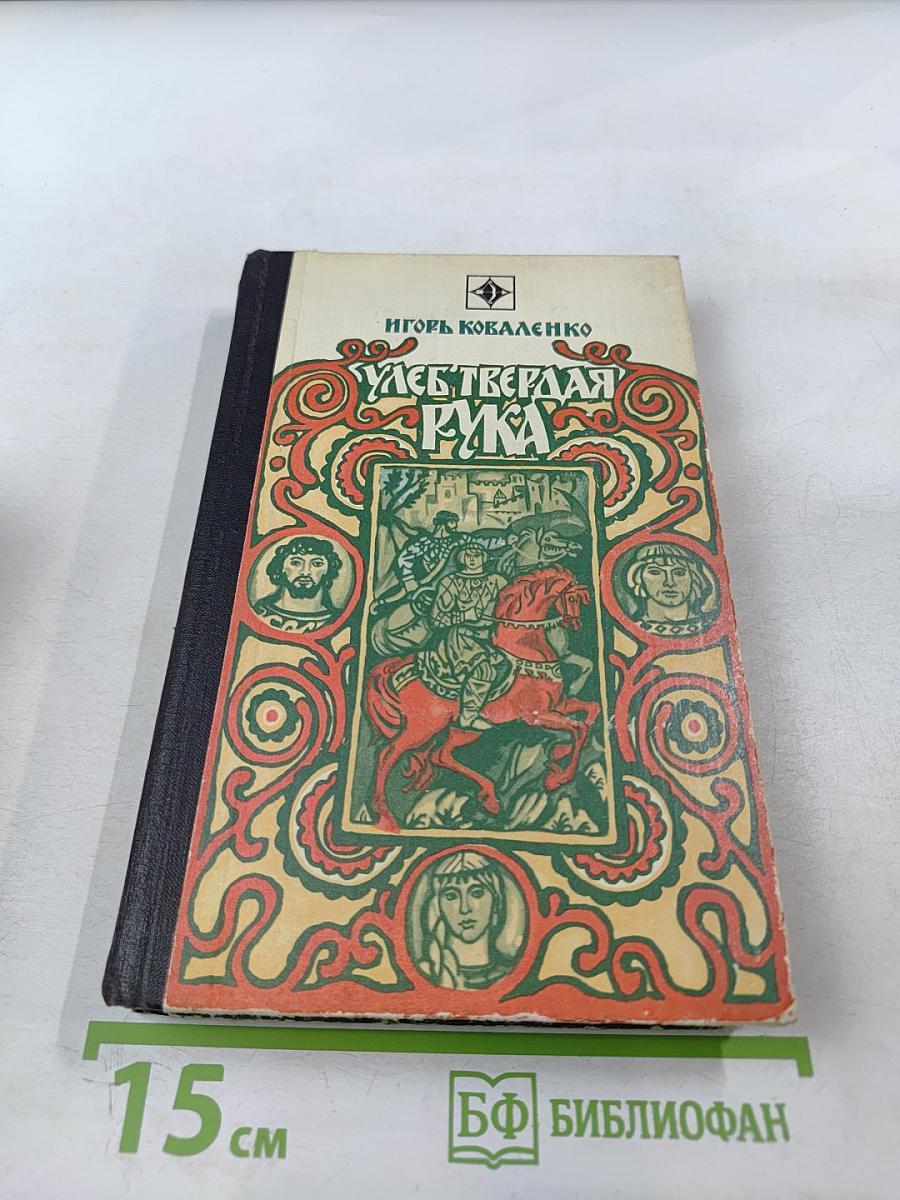 ИГОРЬ КОВАЛЕНКО
УЛЕБ ТВЕРДАЯ
РУКА
15 см
БФ БИБЛИОФАН